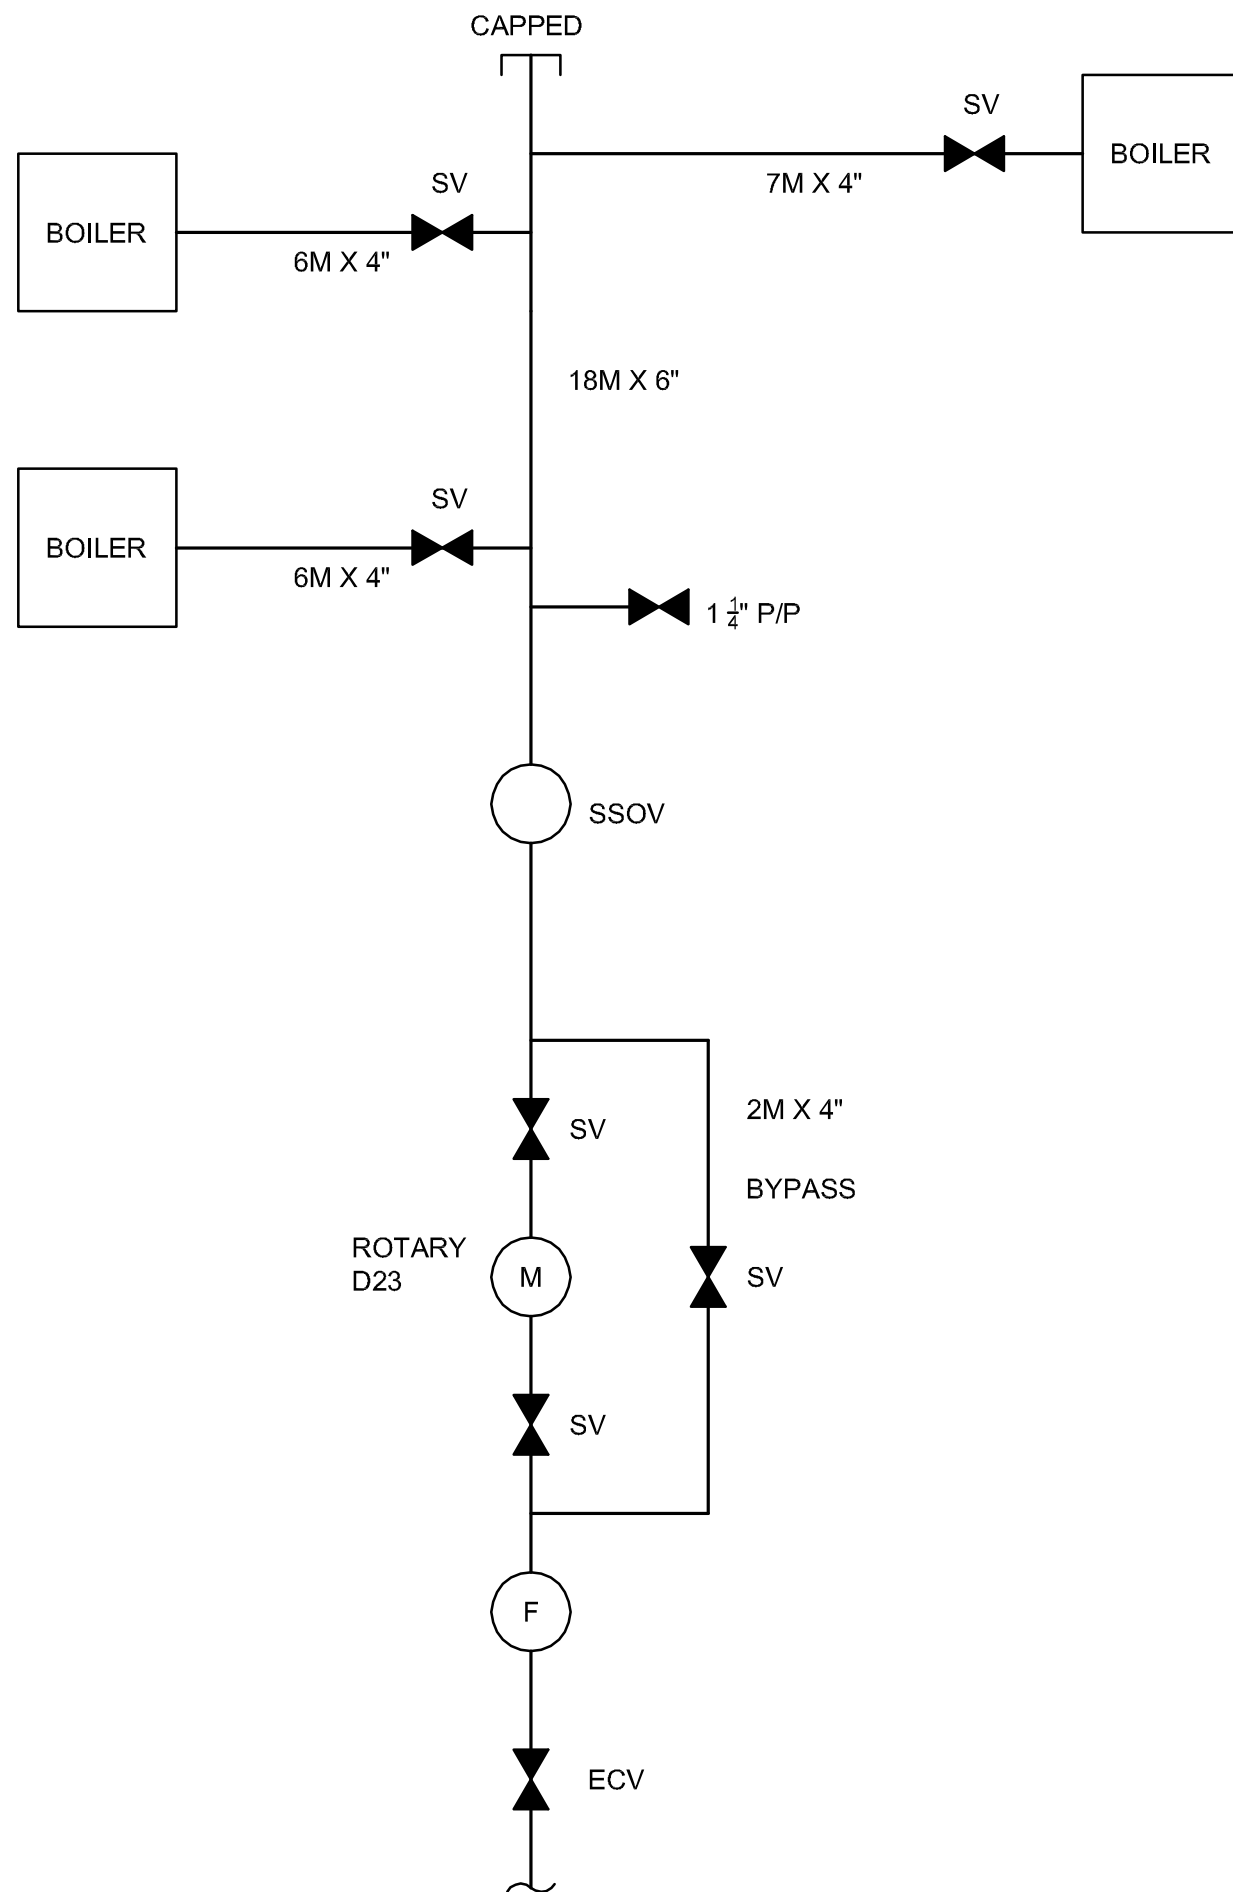 CAPPED
SV
BOILER
7M X 4"
SV
BOILER
6M X 4"
18M X 6"
SV
BOILER
6M X 4"
1 1/4" P/P
SSOV
2M X 4"
SV
BYPASS
ROTARY
D23
M
SV
SV
F
ECV